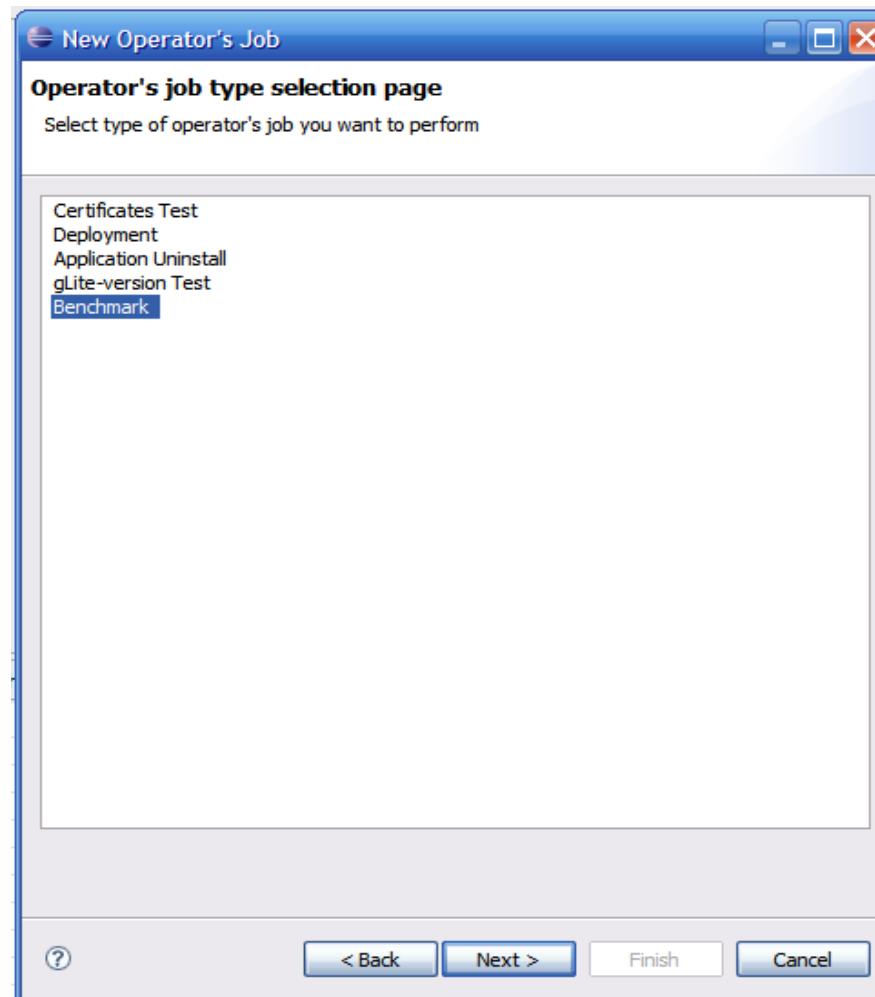 New Operator's Job
Operator's job type selection page
Select type of operator's job you want to perform
Certificates Test
Deployment
Application Uninstall
gLite-version Test
Benchmark
? < Back Next > Finish Cancel